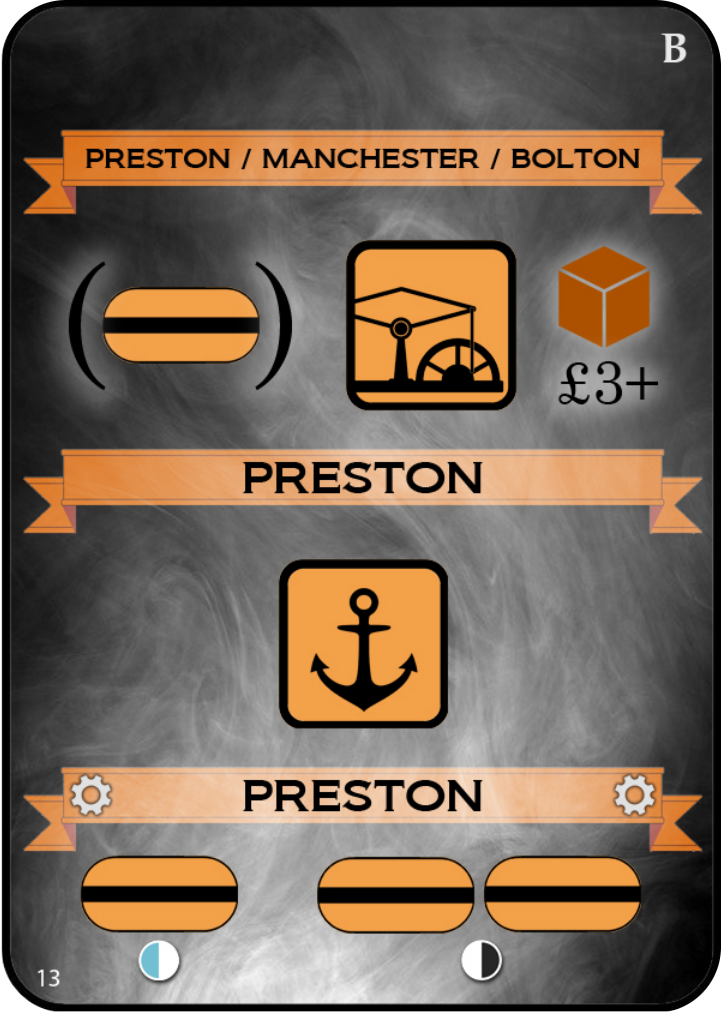 B
PRESTON / MANCHESTER / BOLTON
£3+
PRESTON
PRESTON
13